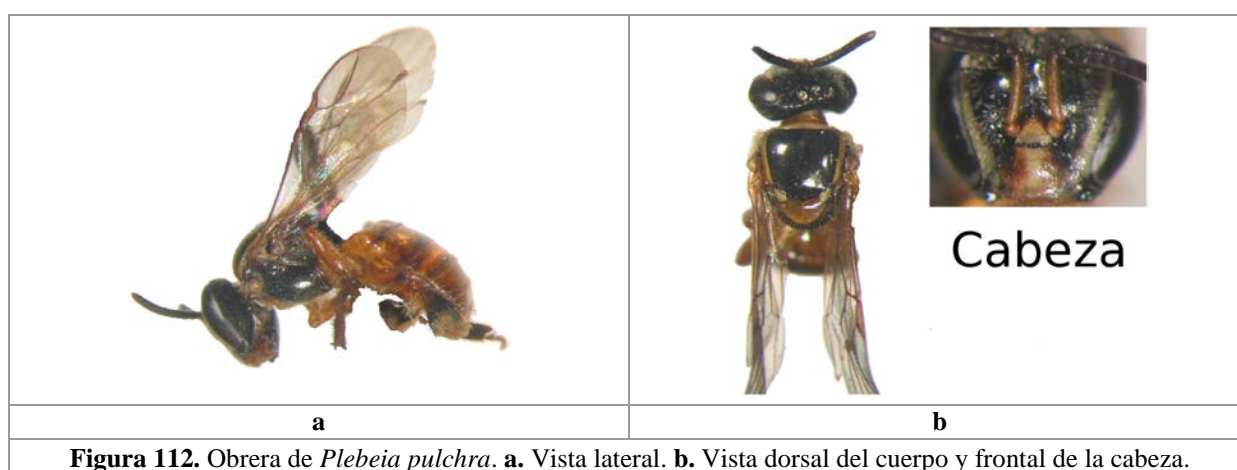 Cabeza
a
b
Figura 112. Obrera de Plebeia pulchra. a. Vista lateral. b. Vista dorsal del cuerpo y frontal de la cabeza.